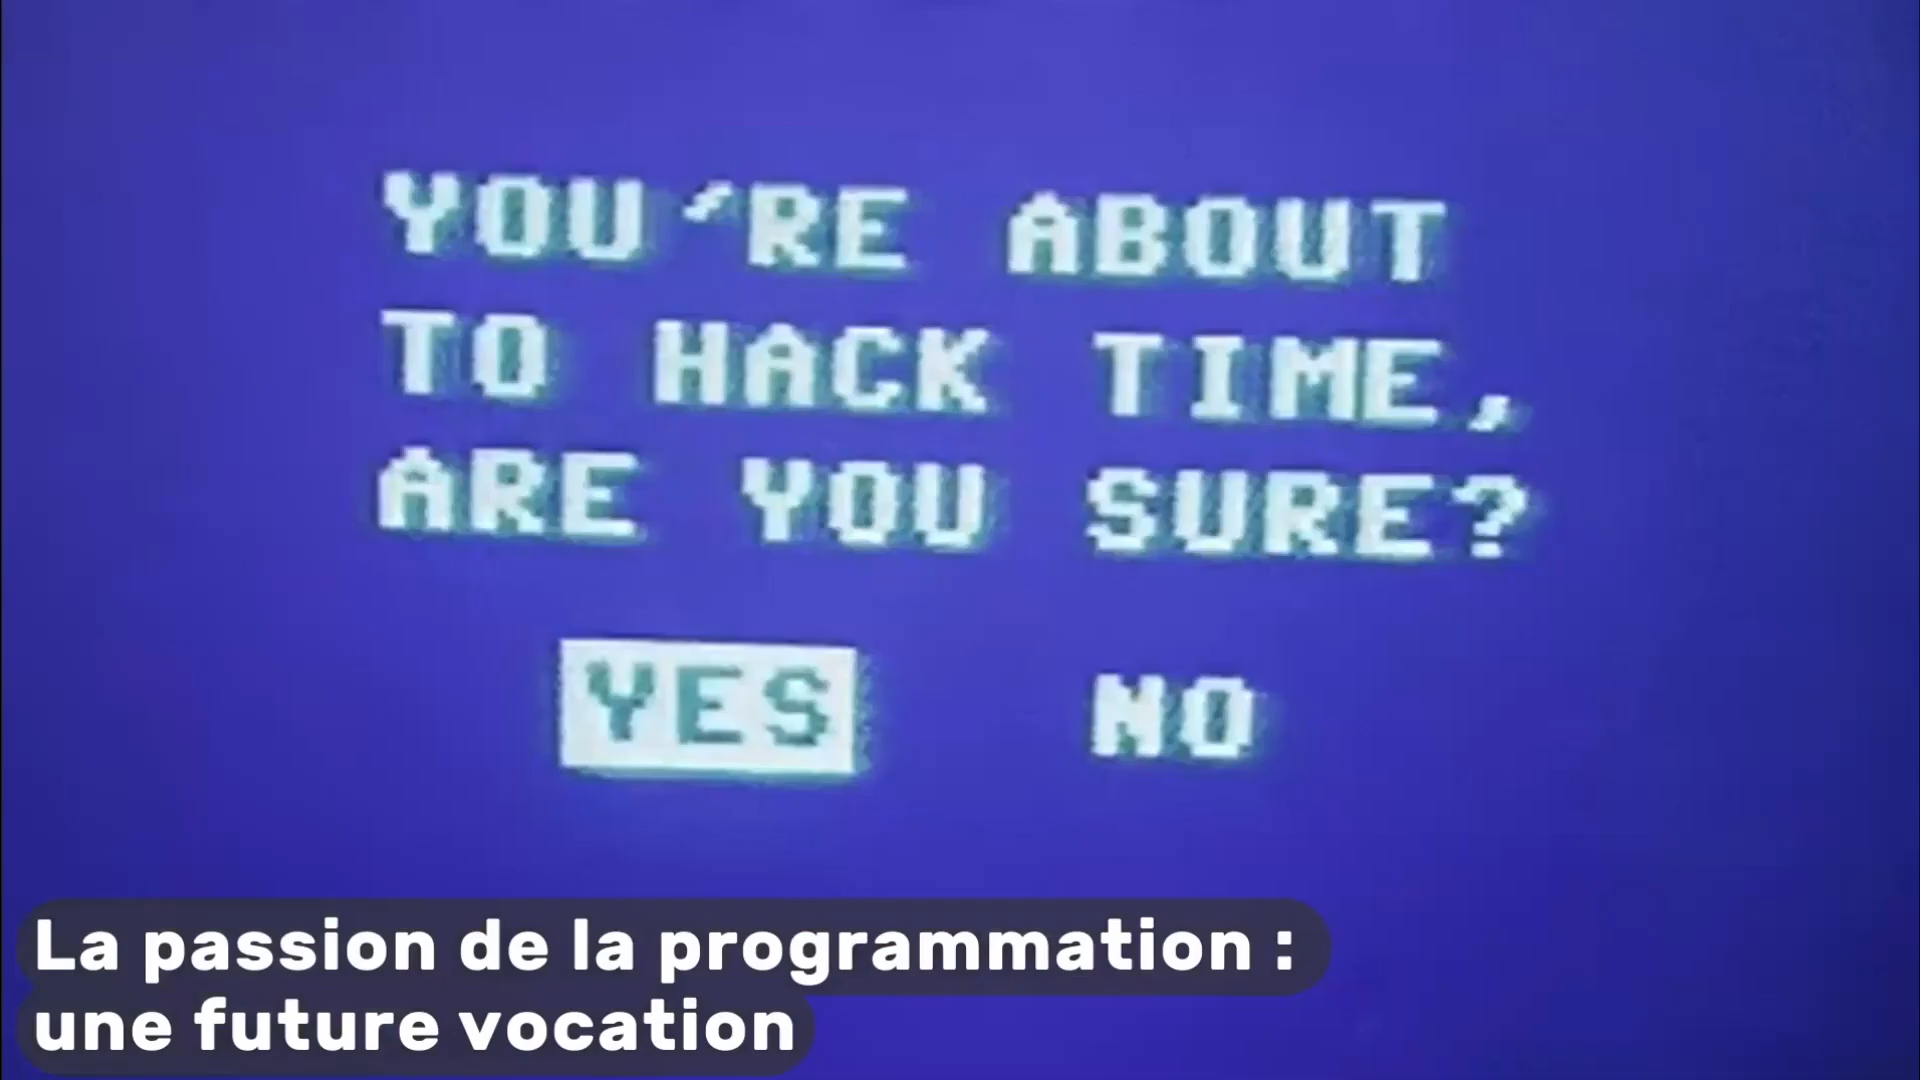 YOU'RE ABOUT
TO HACK TIME,
ARE YOU SURE?
YES NO
La passion de la programmation :
une future vocation